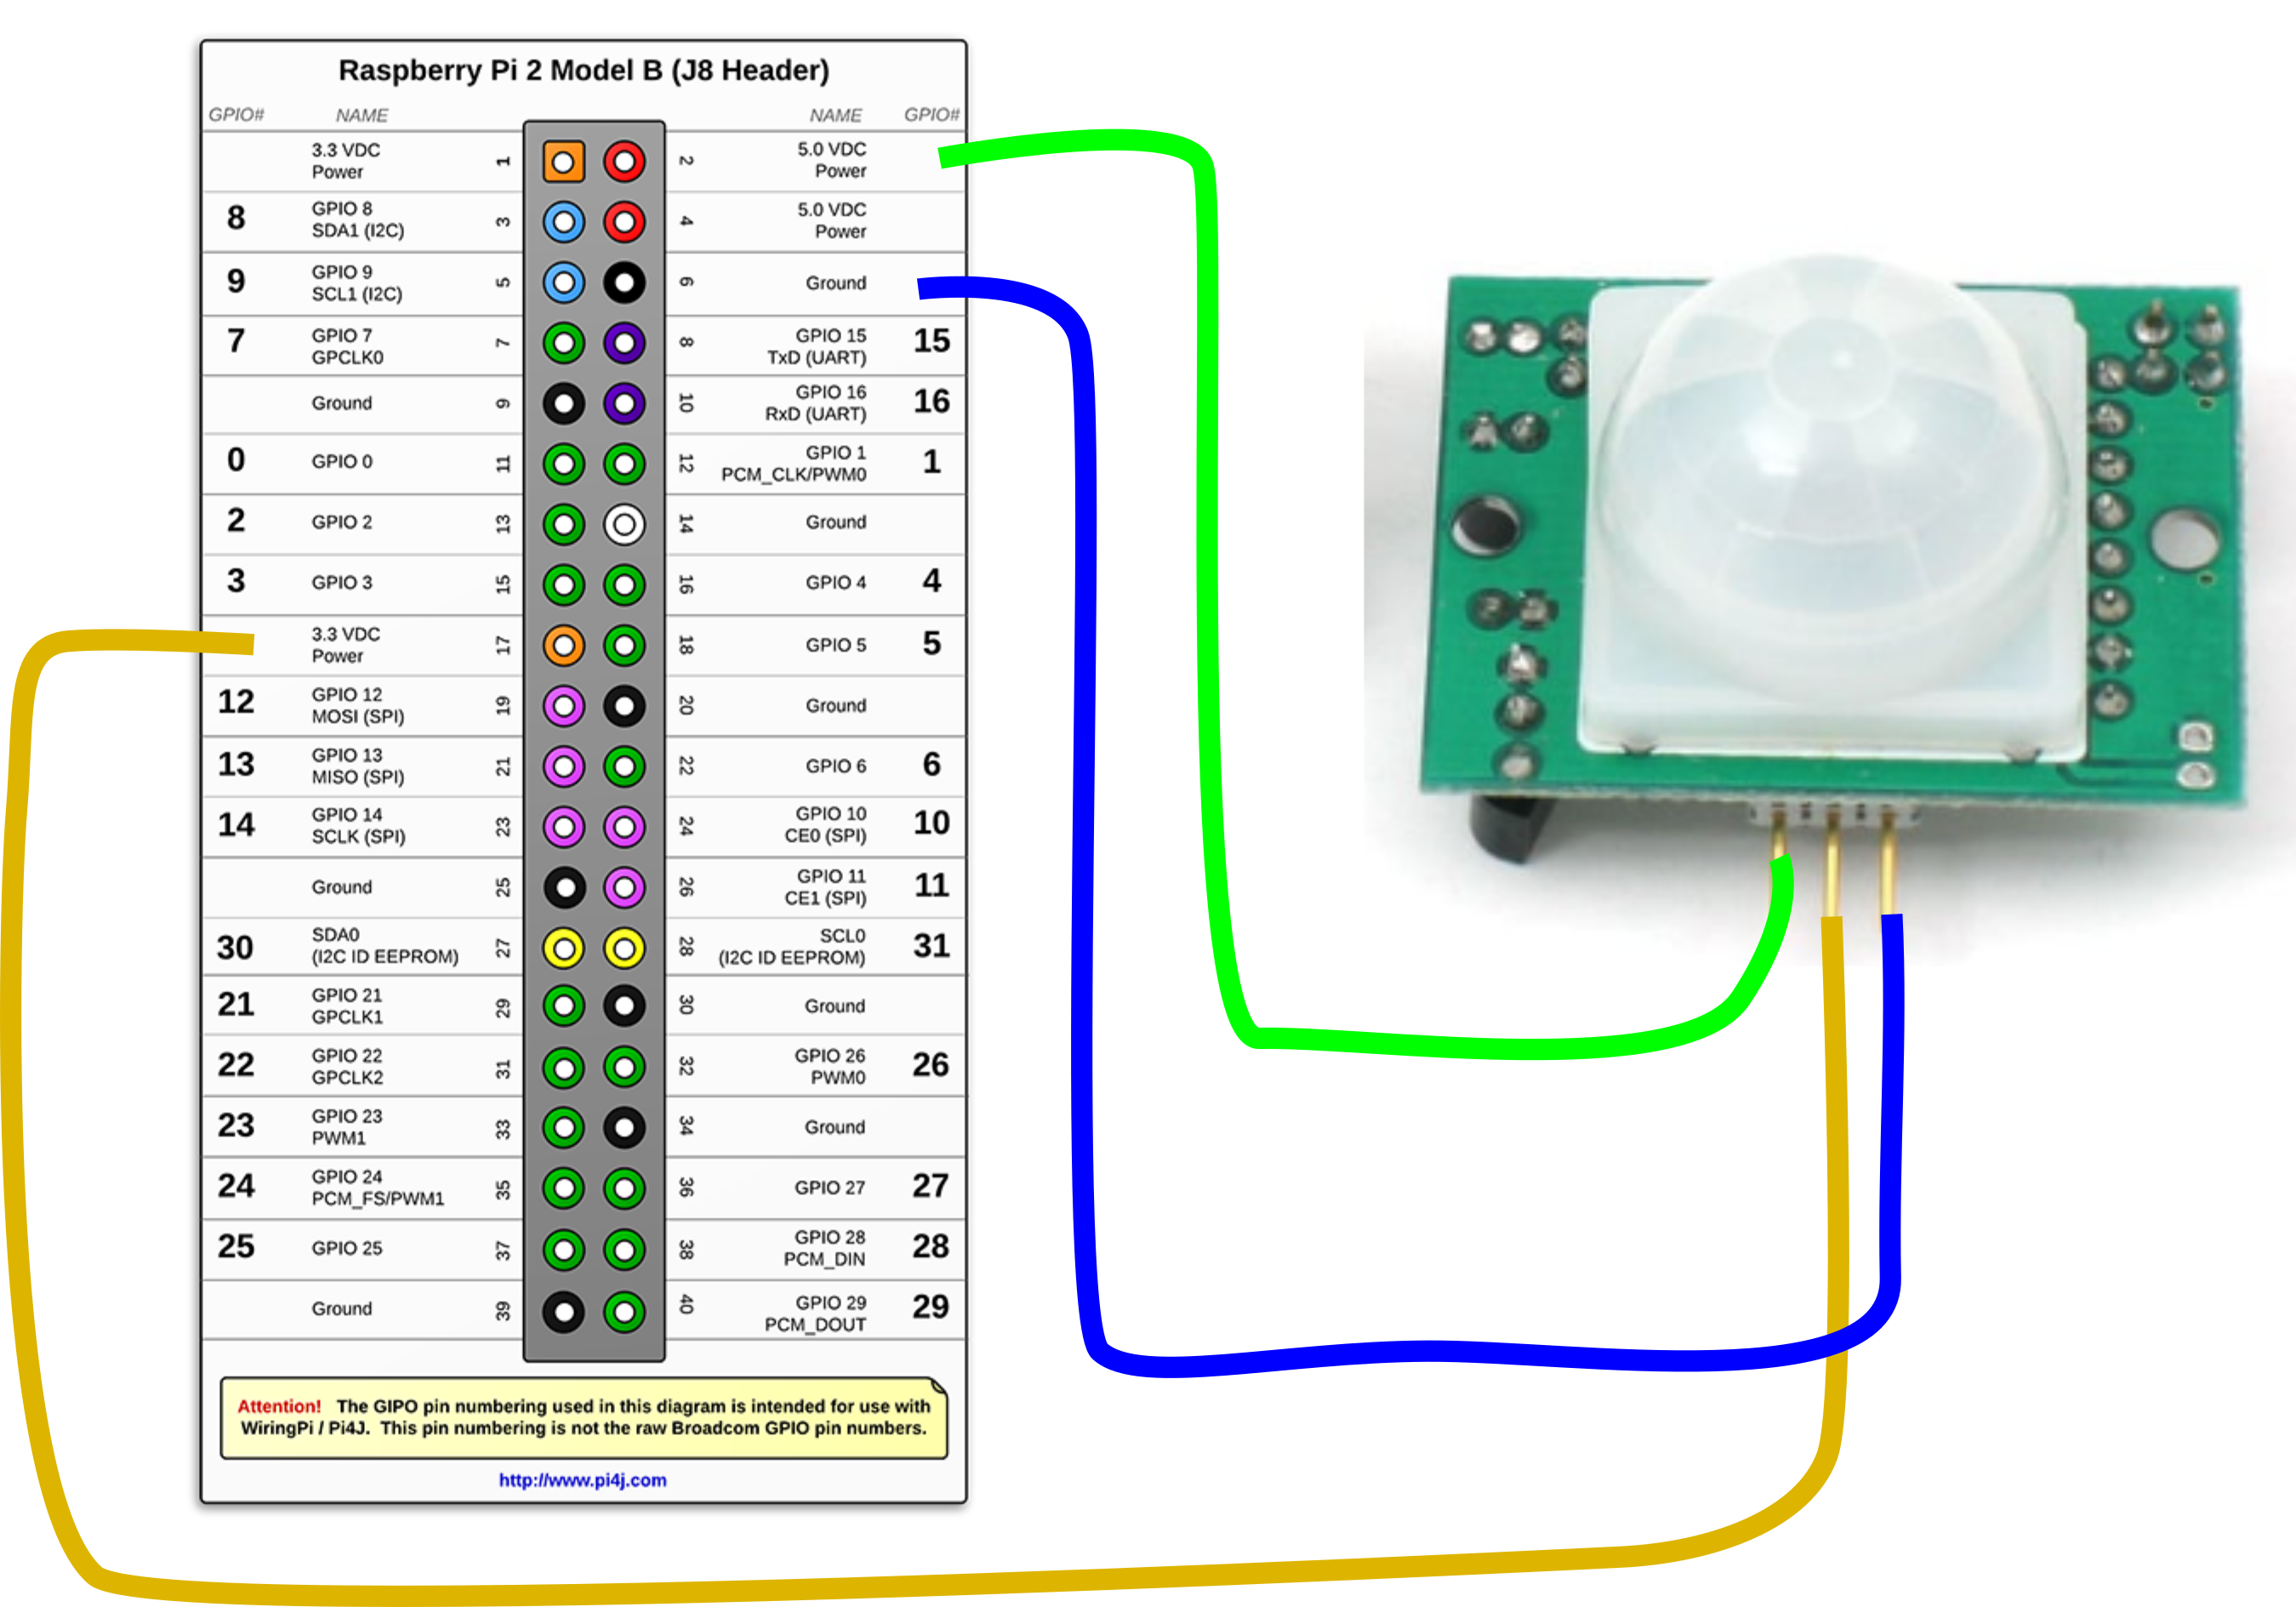 Raspberry Pi 2 Model B (J8 Header)
GPIO# NAME NAME GPIO#
3.3 VDC
Power 1 2 5.0 VDC
Power
8 GPIO 8
SDA1 (I2C) 3 4 5.0 VDC
Power
9 GPIO 9
SCL1 (I2C) 5 6 Ground
7 GPIO 7
GPCLK0 7 8 GPIO 15
TxD (UART) 15
Ground 9 10 GPIO 16
RxD (UART) 16
0 GPIO 0 11 12 GPIO 1
PCM_CLK/PWM0 1
2 GPIO 2 13 14 Ground
3 GPIO 3 15 16 GPIO 4 4
3.3 VDC
Power 17 18 GPIO 5 5
12 GPIO 12
MOSI (SPI) 19 20 Ground
13 GPIO 13
MISO (SPI) 21 22 GPIO 6 6
14 GPIO 14
SCLK (SPI) 23 24 GPIO 10
CE0 (SPI) 10
Ground 25 26 GPIO 11
CE1 (SPI) 11
30 SDA0
(I2C ID EEPROM) 27 28 SCL0
(I2C ID EEPROM) 31
21 GPIO 21
GPCLK1 29 30 Ground
22 GPIO 22
GPCLK2 31 32 GPIO 26
PWM0 26
23 GPIO 23
PWM1 33 34 Ground
24 GPIO 24
PCM_FS/PWM1 35 36 GPIO 27 27
25 GPIO 25 37 38 GPIO 28
PCM_DIN 28
Ground 39 40 GPIO 29
PCM_DOUT 29
Attention! The GIPO pin numbering used in this diagram is intended for use with
WiringPi / Pi4J. This pin numbering is not the raw Broadcom GPIO pin numbers.
http://www.pi4j.com